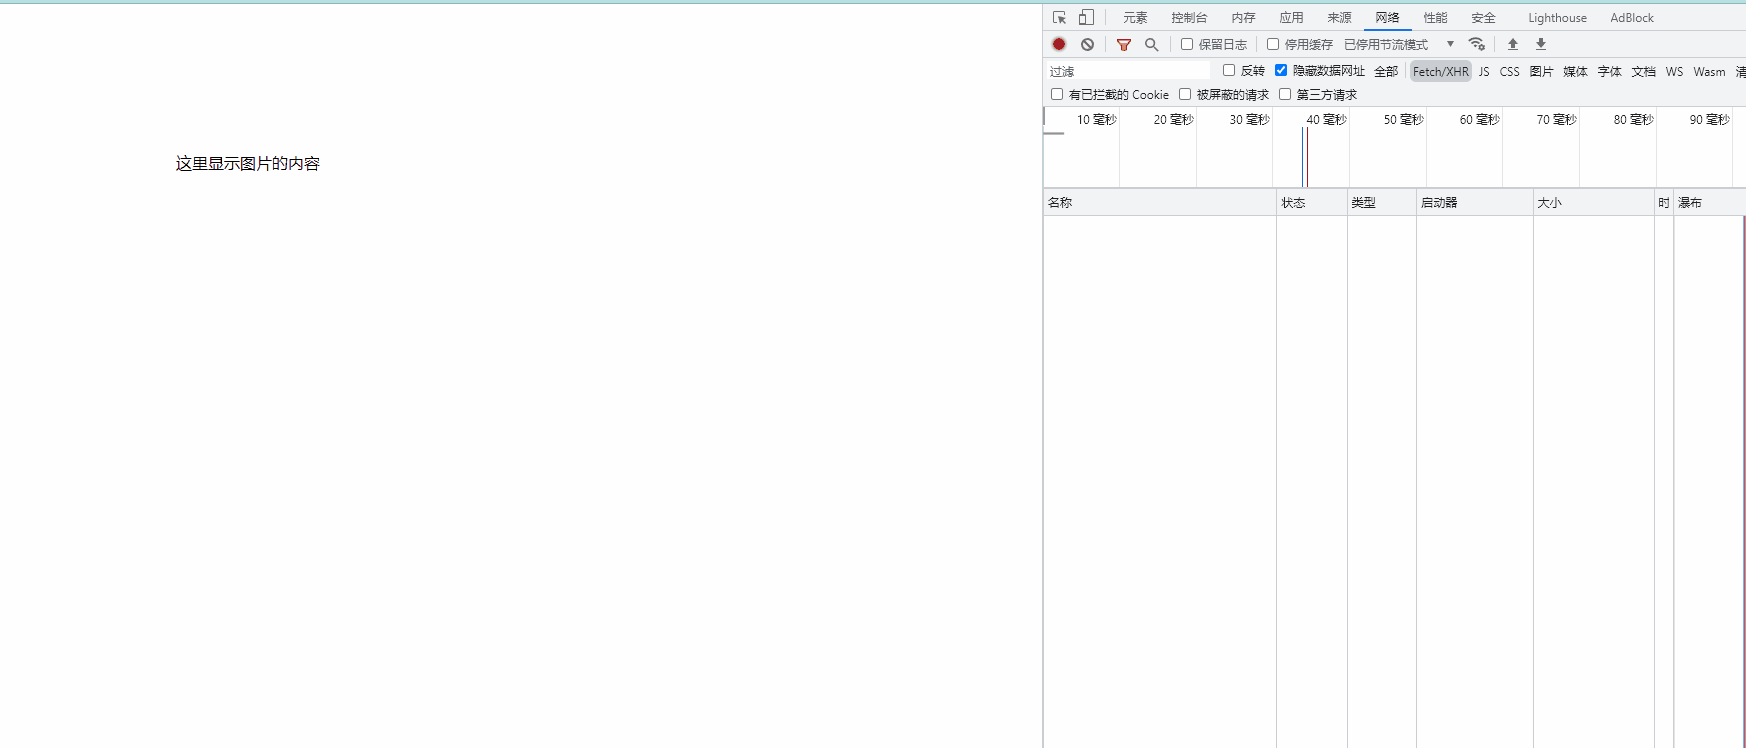 元素 控制台 内存 应用 来源 网络 性能 安全 Lighthouse AdBlock
保留日志 停用缓存 已停用节流模式
过滤 反转 隐藏数据网址 全部 Fetch/XHR JS CSS 图片 媒体 字体 文档 WS Wasm 清
有已拦截的 Cookie 被屏蔽的请求 第三方请求
10 毫秒 20 毫秒 30 毫秒 40 毫秒 50 毫秒 60 毫秒 70 毫秒 80 毫秒 90 毫秒
这里显示图片的内容
名称 状态 类型 启动器 大小 时 瀑布